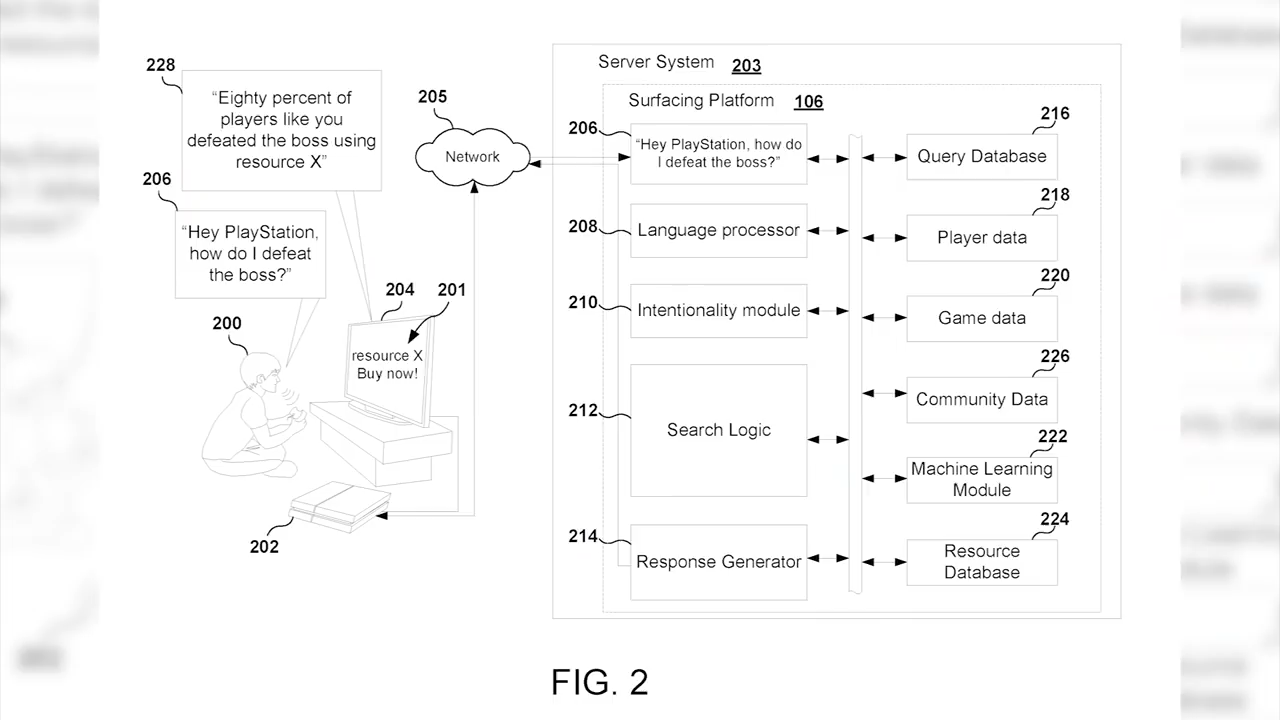 228
“Eighty percent of
players like you
defeated the boss using
resource X”
206
“Hey PlayStation,
how do I defeat
the boss?”
200
204
201
resource X
Buy now!
202
205
Network
Server System 203
Surfacing Platform 106
206
“Hey PlayStation, how do
I defeat the boss?”
208
Language processor
210
Intentionality module
212
Search Logic
214
Response Generator
216
Query Database
218
Player data
220
Game data
226
Community Data
222
Machine Learning
Module
224
Resource
Database
FIG. 2